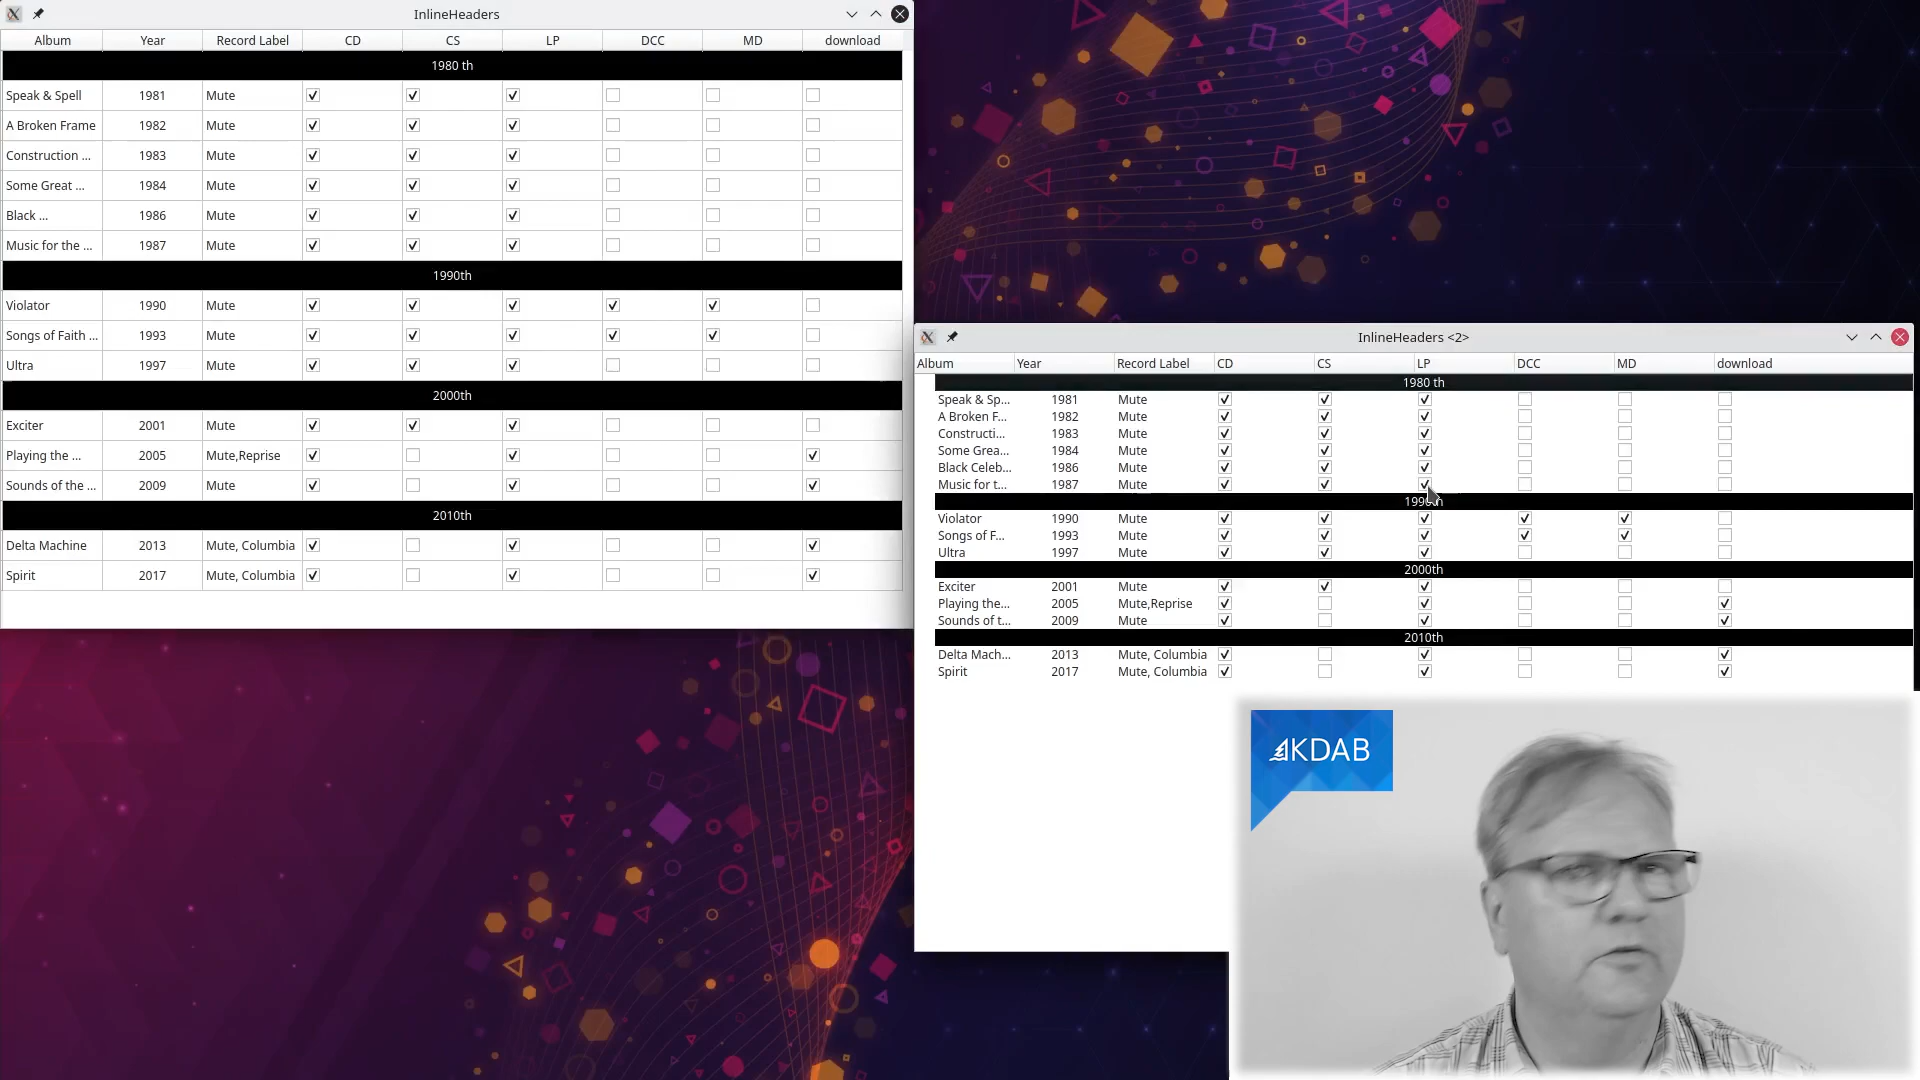 InlineHeaders
Album Year Record Label CD CS LP DCC MD download
1980 th
Speak & Spell 1981 Mute
A Broken Frame 1982 Mute
Construction ... 1983 Mute
Some Great ... 1984 Mute
Black ... 1986 Mute
Music for the ... 1987 Mute
1990th
Violator 1990 Mute
Songs of Faith ... 1993 Mute
Ultra 1997 Mute
2000th
Exciter 2001 Mute
Playing the ... 2005 Mute,Reprise
Sounds of the ... 2009 Mute
2010th
Delta Machine 2013 Mute, Columbia
Spirit 2017 Mute, Columbia
InlineHeaders <2>
Album Year Record Label CD CS LP DCC MD download
1980 th
Speak & Sp... 1981 Mute
A Broken F... 1982 Mute
Constructi... 1983 Mute
Some Grea... 1984 Mute
Black Celeb... 1986 Mute
Music for t... 1987 Mute
1990th
Violator 1990 Mute
Songs of F... 1993 Mute
Ultra 1997 Mute
2000th
Exciter 2001 Mute
Playing the... 2005 Mute,Reprise
Sounds of t... 2009 Mute
2010th
Delta Mach... 2013 Mute, Columbia
Spirit 2017 Mute, Columbia
KDAB